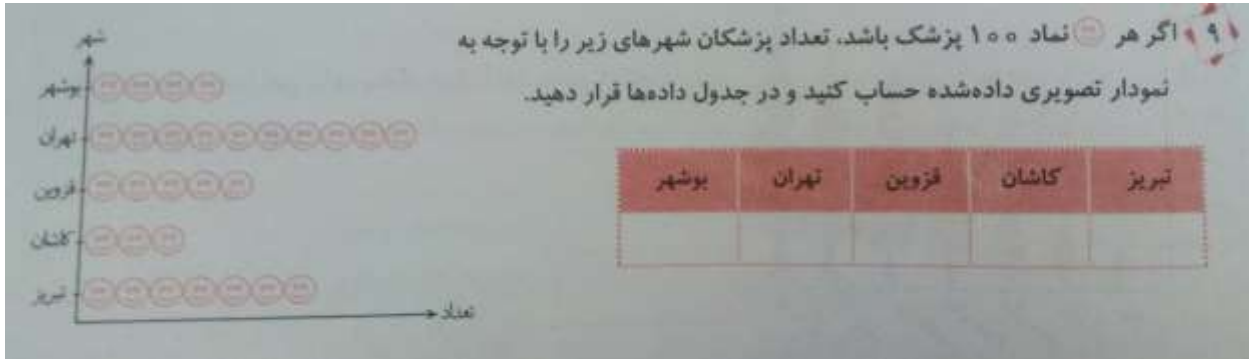 ۹ اگر هر نماد ۱۰۰ پزشک باشد، تعداد پزشکان شهرهای زیر را با توجه به
نمودار تصویری داده‌شده حساب کنید و در جدول داده‌ها قرار دهید.
تبریز کاشان قزوین تهران بوشهر
شهر
بوشهر
تهران
قزوین
کاشان
تبریز
تعداد